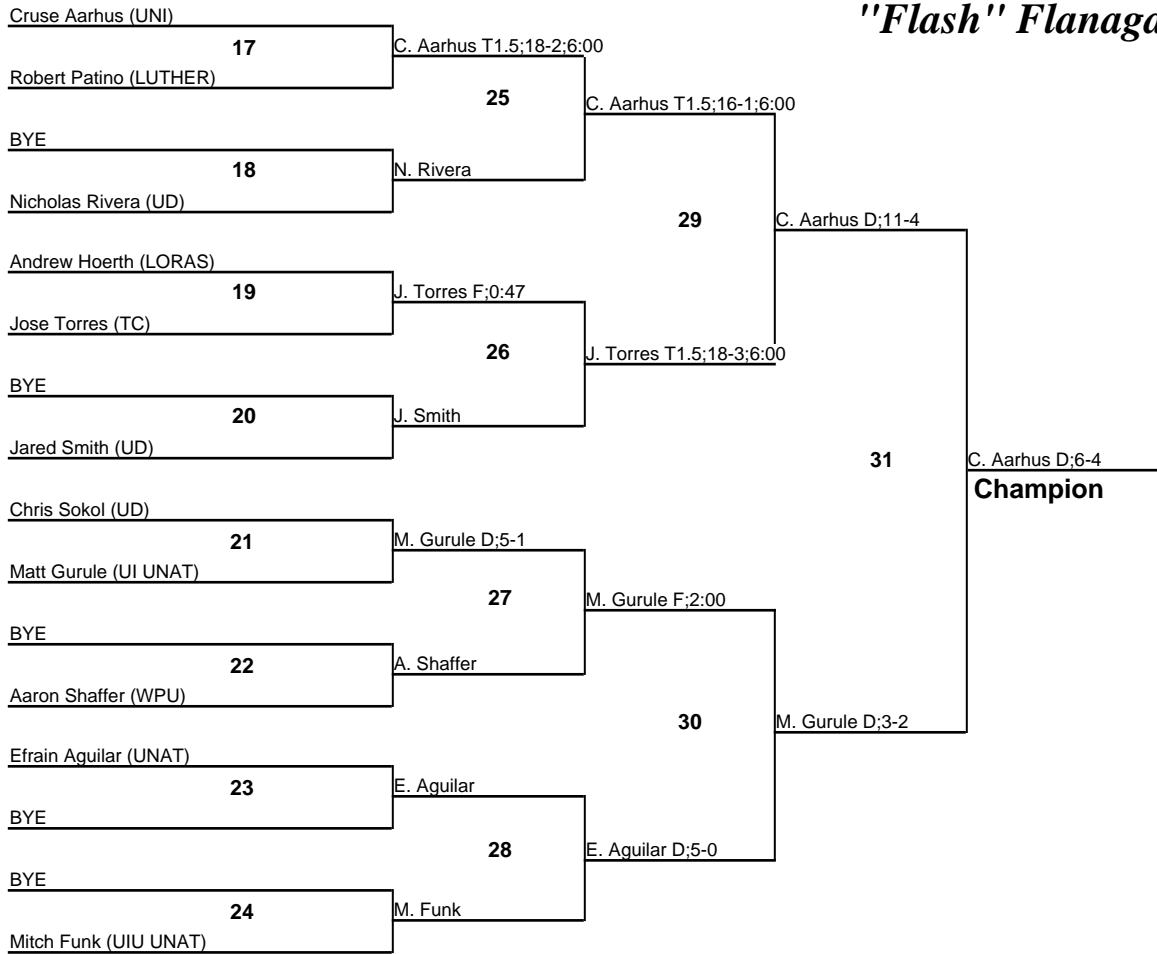 "Flash" Flanaga
Cruse Aarhus (UNI)
17
Robert Patino (LUTHER)
C. Aarhus T1.5;18-2;6:00
25
BYE
18
Nicholas Rivera (UD)
N. Rivera
C. Aarhus T1.5;16-1;6:00
29
Andrew Hoerth (LORAS)
19
Jose Torres (TC)
J. Torres F;0:47
26
BYE
20
Jared Smith (UD)
J. Smith
J. Torres T1.5;18-3;6:00
C. Aarhus D;11-4
31
Chris Sokol (UD)
21
Matt Gurule (UI UNAT)
M. Gurule D;5-1
27
BYE
22
Aaron Shaffer (WPU)
A. Shaffer
M. Gurule F;2:00
30
Efrain Aguilar (UNAT)
23
BYE
E. Aguilar
28
BYE
24
Mitch Funk (UIU UNAT)
M. Funk
E. Aguilar D;5-0
M. Gurule D;3-2
C. Aarhus D;6-4
Champion